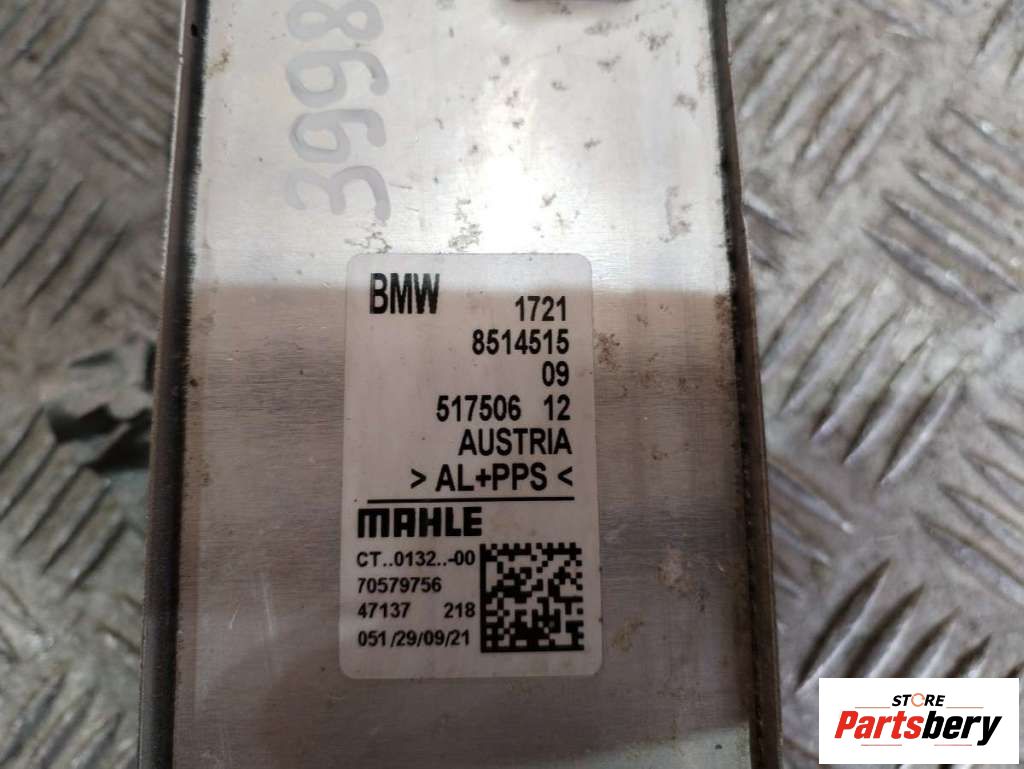 3998
BMW 1721
8514515
09
517506 12
AUSTRIA
> AL+PPS <
MAHLE
CT..0132..-00
70579756
47137 218
051/29/09/21
STORE
Partsbery